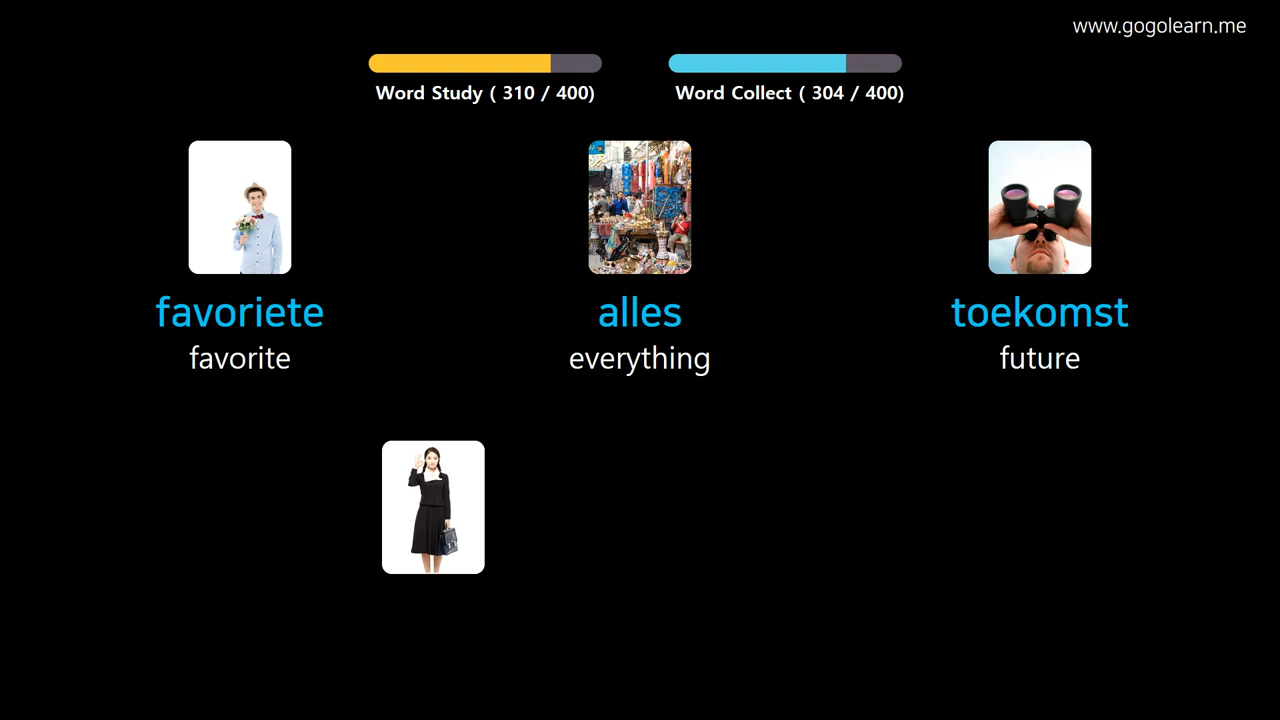 www.gogolearn.me
Word Study ( 310 / 400)
Word Collect ( 304 / 400)
favoriete
favorite
alles
everything
toekomst
future